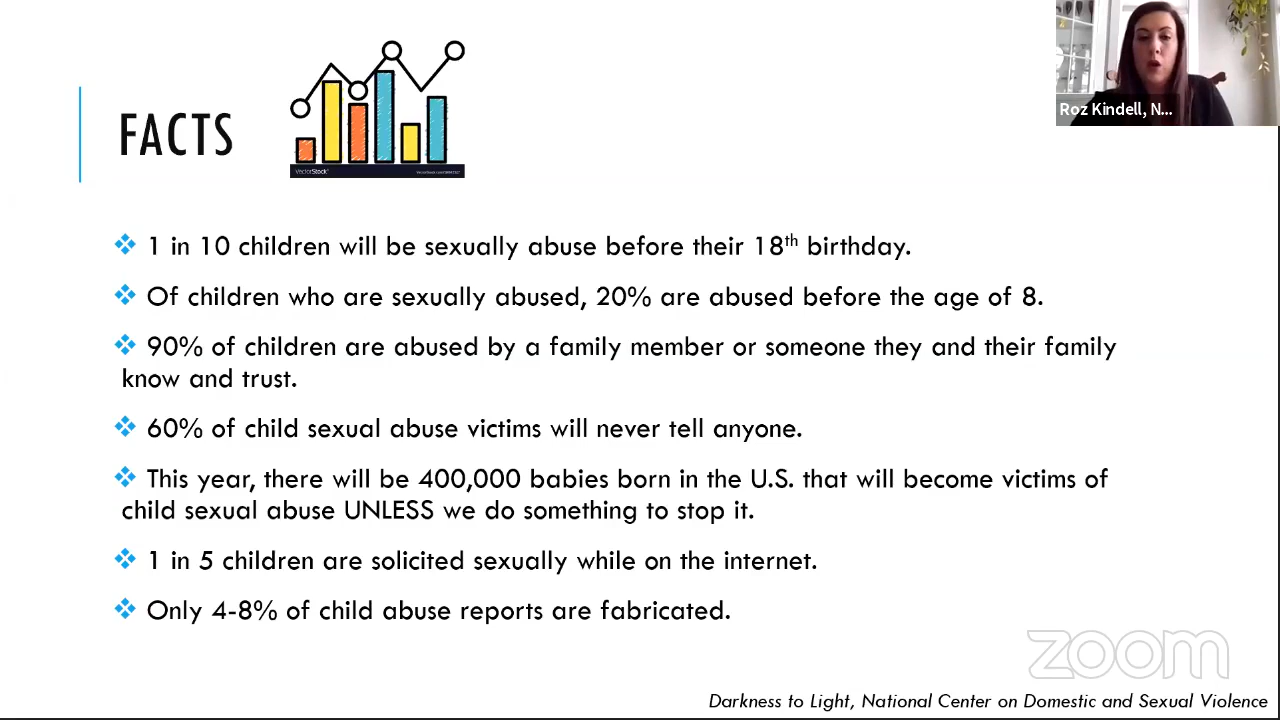 Roz Kindell, N...
FACTS
VectorStock®
1 in 10 children will be sexually abuse before their 18th birthday.
Of children who are sexually abused, 20% are abused before the age of 8.
90% of children are abused by a family member or someone they and their family
know and trust.
60% of child sexual abuse victims will never tell anyone.
This year, there will be 400,000 babies born in the U.S. that will become victims of
child sexual abuse UNLESS we do something to stop it.
1 in 5 children are solicited sexually while on the internet.
Only 4-8% of child abuse reports are fabricated.
zoom
Darkness to Light, National Center on Domestic and Sexual Violence